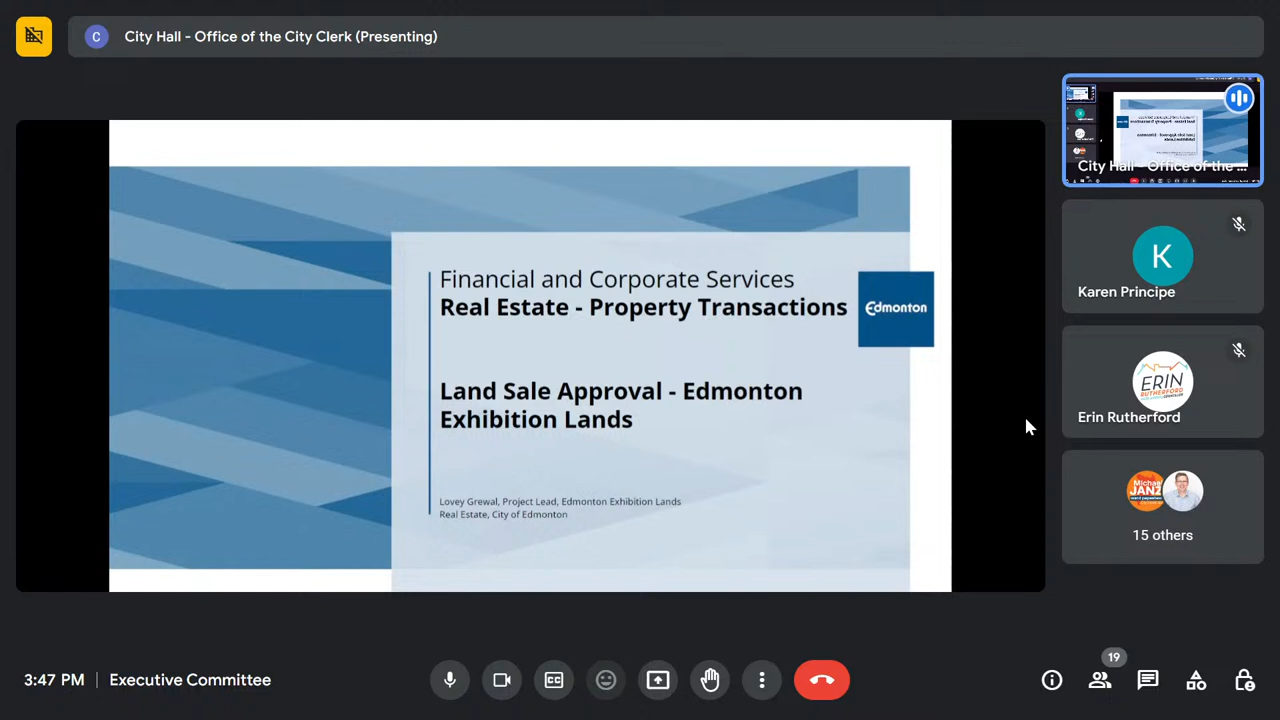 C
City Hall - Office of the City Clerk (Presenting)
Financial and Corporate Services
Real Estate - Property Transactions
Edmonton
Land Sale Approval - Edmonton
Exhibition Lands
Lovey Grewal, Project Lead, Edmonton Exhibition Lands
Real Estate, City of Edmonton
City Hall - Office of the ...
K
Karen Principe
ERIN
RUTHERFORD
Erin Rutherford
Michael
JANZ
15 others
3:47 PM
Executive Committee
CC
19